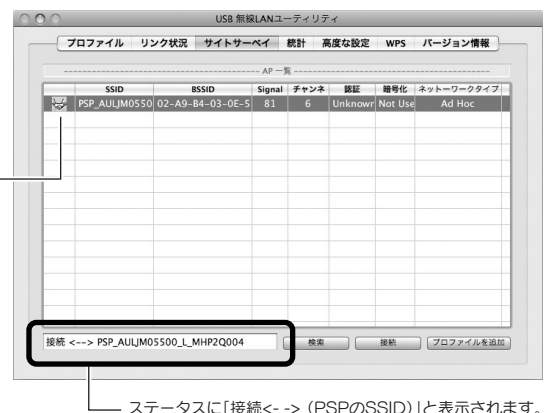 USB 無線LANユーティリティ
プロファイル リンク状況 サイトサーベイ 統計 高度な設定 WPS バージョン情報
AP 一覧
SSID BSSID Signal チャンネ 認証 暗号化 ネットーワークタイプ
PSP_AULJM0550 02-A9-B4-03-0E-5 81 6 Unknowr Not Use Ad Hoc
接続 <--> PSP_AULJM05500_L_MHP2Q004 検索 接続 プロファイルを追加
ステータスに「接続<- -> (PSPのSSID)」と表示されます。